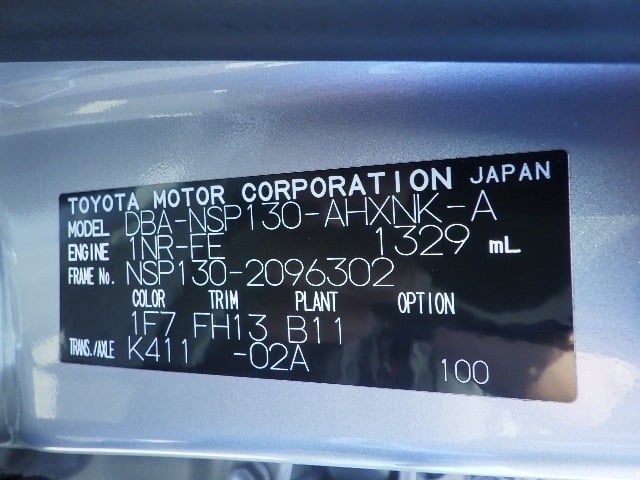 TOYOTA MOTOR CORPORATION JAPAN
MODEL DBA-NSP130-AHXNK-A
ENGINE 1NR-FE 1329 mL
FRAME No. NSP130-2096302
COLOR TRIM PLANT OPTION
1F7 FH13 B11
TRANS./AXLE K411 -02A
100